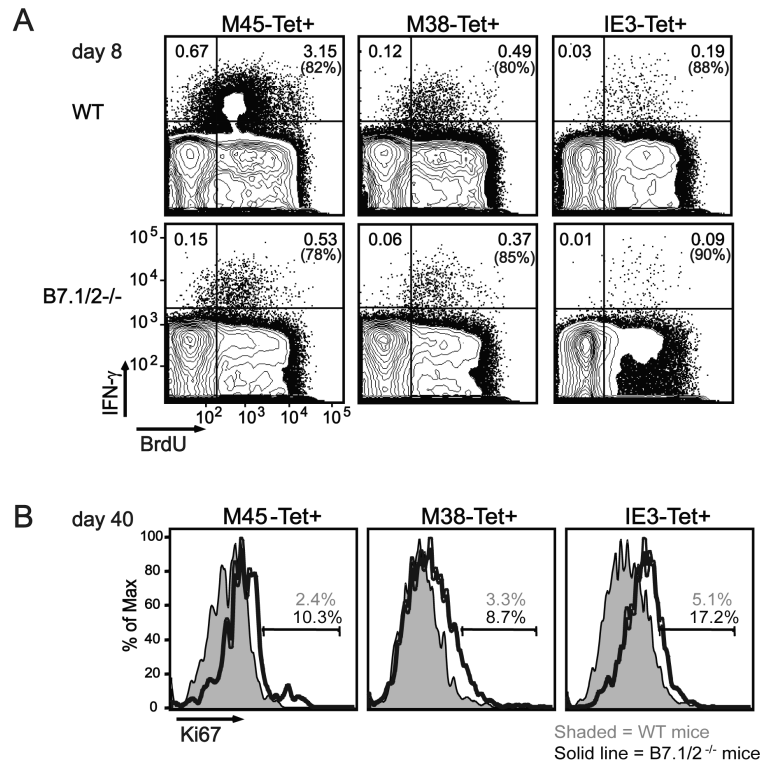 A
M45-Tet+ M38-Tet+ IE3-Tet+
day 8
WT
0.67 3.15 (82%)
0.12 0.49 (80%)
0.03 0.19 (88%)
B7.1/2-/-
0.15 0.53 (78%)
0.06 0.37 (85%)
0.01 0.09 (90%)
10⁵
10⁴
10³
10²
IFN-γ
10² 10³ 10⁴ 10⁵
BrdU
B
day 40
M45-Tet+ M38-Tet+ IE3-Tet+
% of Max
100
80
60
40
20
0
2.4%
10.3%
3.3%
8.7%
5.1%
17.2%
Ki67
Shaded = WT mice
Solid line = B7.1/2 -/- mice